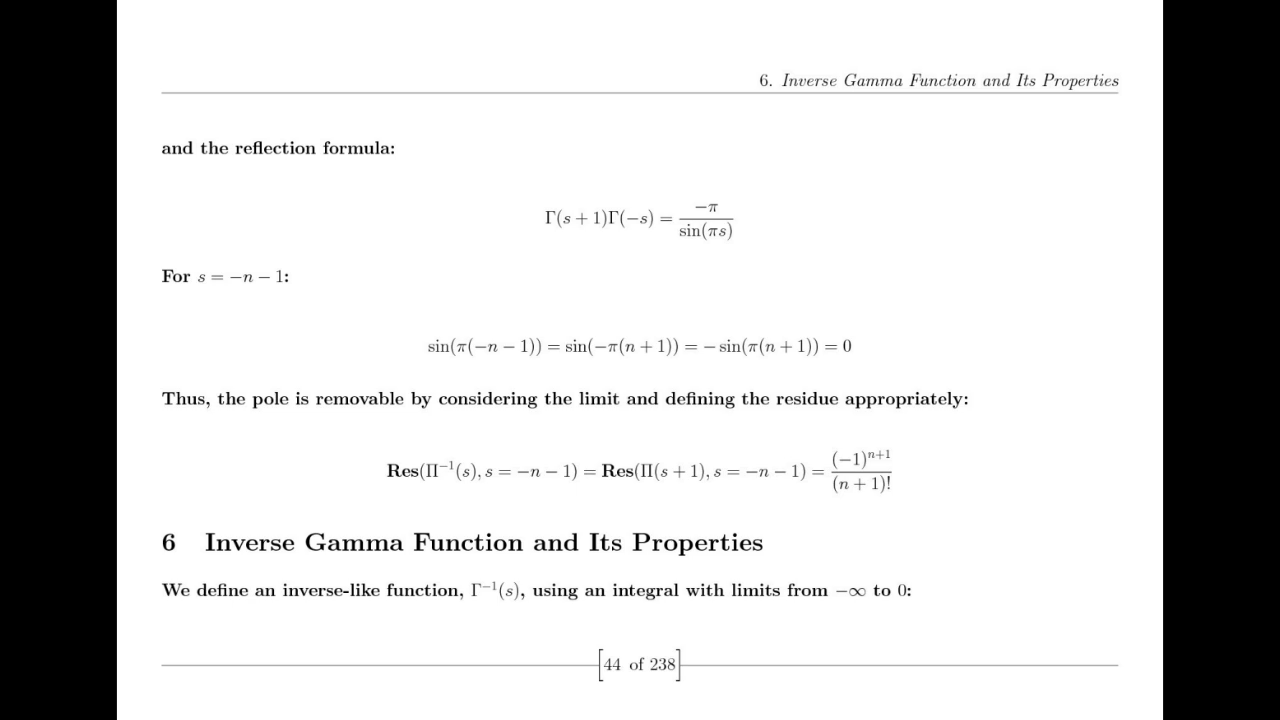 6. Inverse Gamma Function and Its Properties
and the reflection formula:
Γ(s + 1)Γ(−s) = −π / sin(πs)
For s = −n − 1:
sin(π(−n − 1)) = sin(−π(n + 1)) = − sin(π(n + 1)) = 0
Thus, the pole is removable by considering the limit and defining the residue appropriately:
Res(Π⁻¹(s), s = −n − 1) = Res(Π(s + 1), s = −n − 1) = (−1)ⁿ⁺¹ / (n + 1)!
6 Inverse Gamma Function and Its Properties
We define an inverse-like function, Γ⁻¹(s), using an integral with limits from −∞ to 0:
[44 of 238]